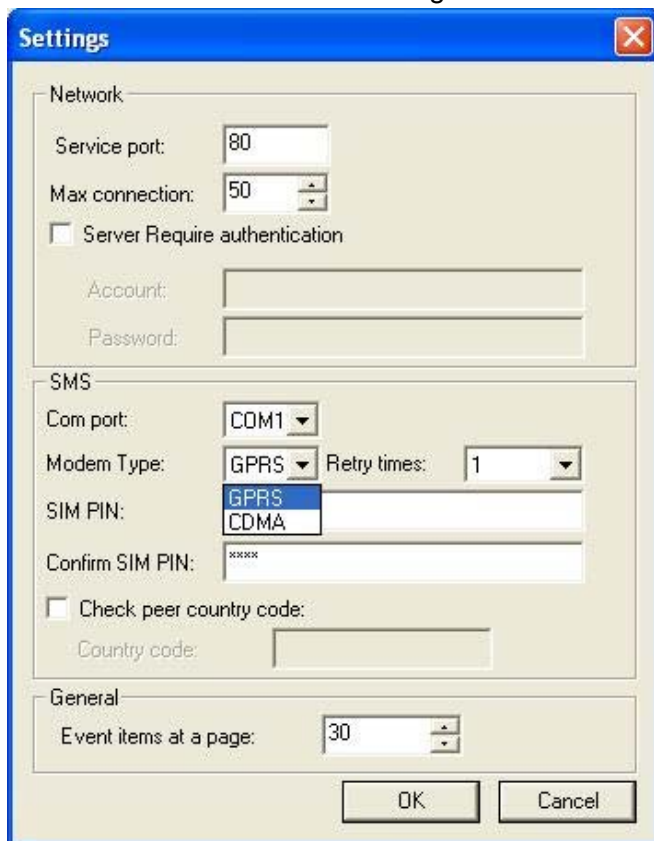 Settings
Network
Service port: 80
Max connection: 50
Server Require authentication
Account:
Password:
SMS
Com port: COM1
Modem Type: GPRS Retry times: 1
GPRS
SIM PIN:
CDMA
Confirm SIM PIN: ****
Check peer country code:
Country code:
General
Event items at a page: 30
OK Cancel